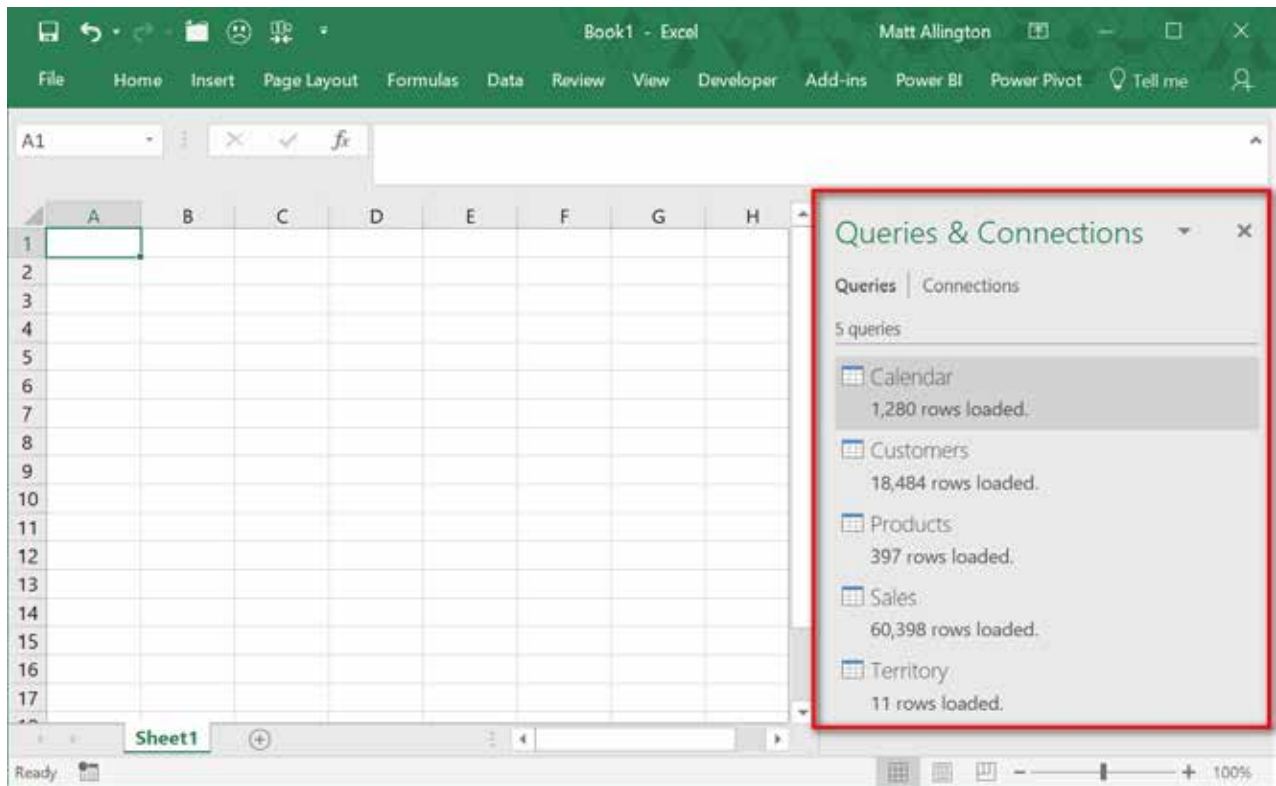 Book1 - Excel
Matt Allington
File Home Insert Page Layout Formulas Data Review View Developer Add-ins Power BI Power Pivot Tell me
A1 fx
A B C D E F G H
1
2
3
4
5
6
7
8
9
10
11
12
13
14
15
16
17
Queries & Connections
Queries | Connections
5 queries
Calendar
1,280 rows loaded.
Customers
18,484 rows loaded.
Products
397 rows loaded.
Sales
60,398 rows loaded.
Territory
11 rows loaded.
Sheet1
Ready
100%